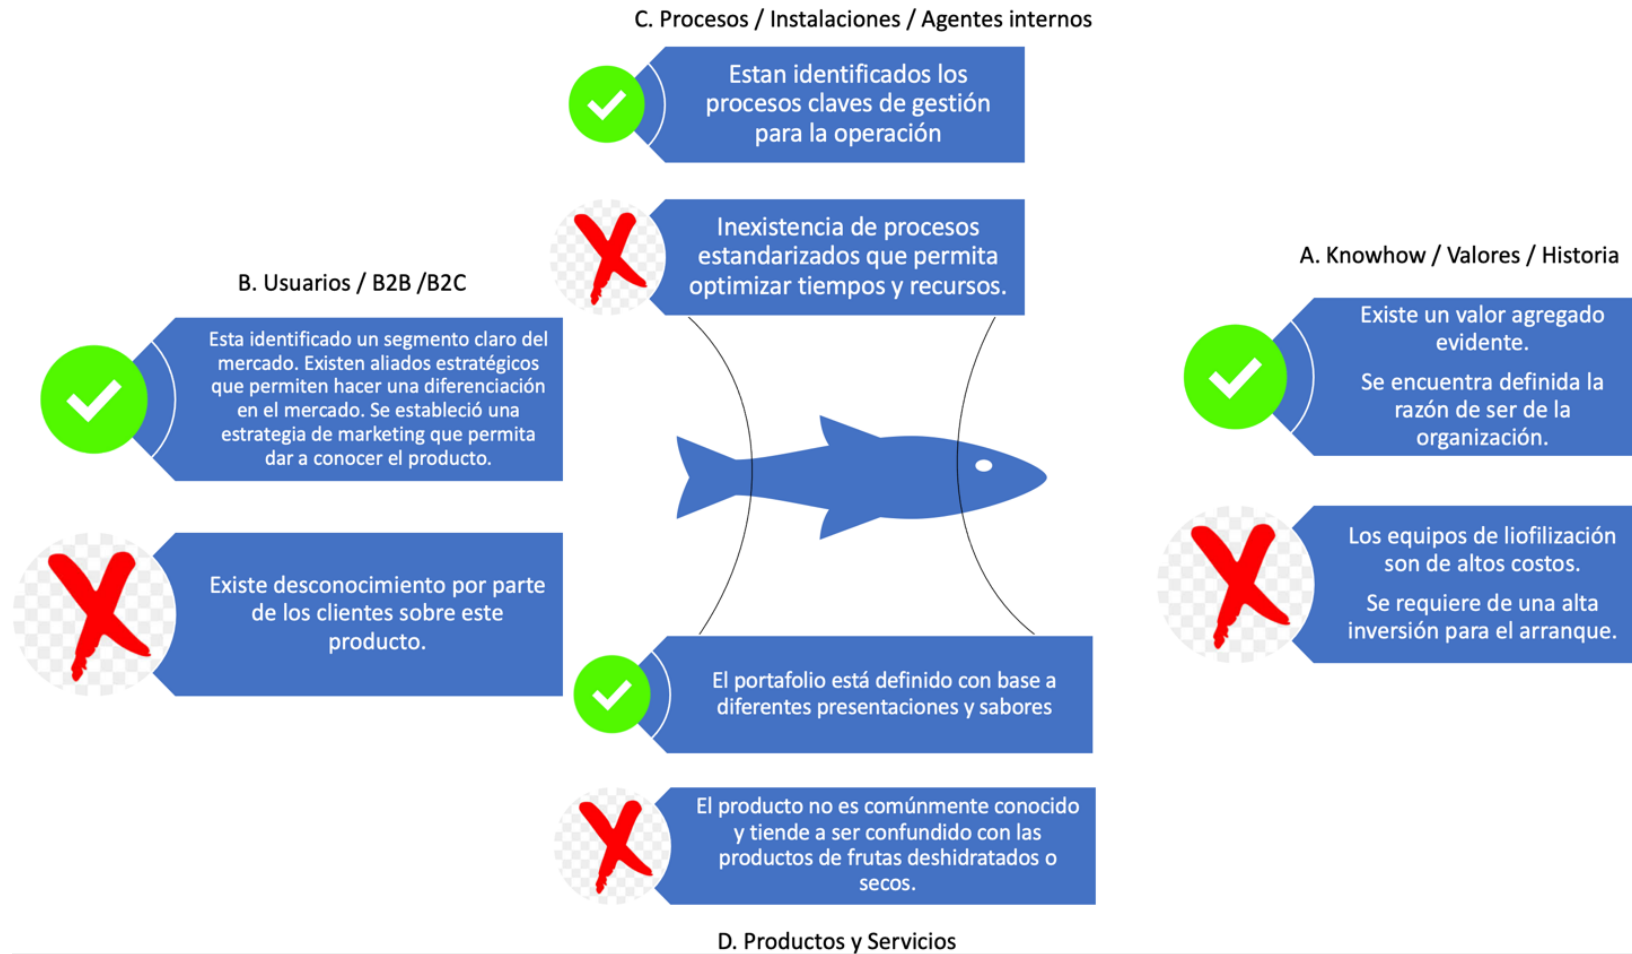 C. Procesos / Instalaciones / Agentes internos
Estan identificados los
procesos claves de gestión
para la operación
Inexistencia de procesos
estandarizados que permita
optimizar tiempos y recursos.
B. Usuarios / B2B /B2C
Esta identificado un segmento claro del
mercado. Existen aliados estratégicos
que permiten hacer una diferenciación
en el mercado. Se estableció una
estrategia de marketing que permita
dar a conocer el producto.
Existe desconocimiento por parte
de los clientes sobre este
producto.
A. Knowhow / Valores / Historia
Existe un valor agregado
evidente.
Se encuentra definida la
razón de ser de la
organización.
Los equipos de liofilización
son de altos costos.
Se requiere de una alta
inversión para el arranque.
El portafolio está definido con base a
diferentes presentaciones y sabores
El producto no es comúnmente conocido
y tiende a ser confundido con las
productos de frutas deshidratados o
secos.
D. Productos y Servicios